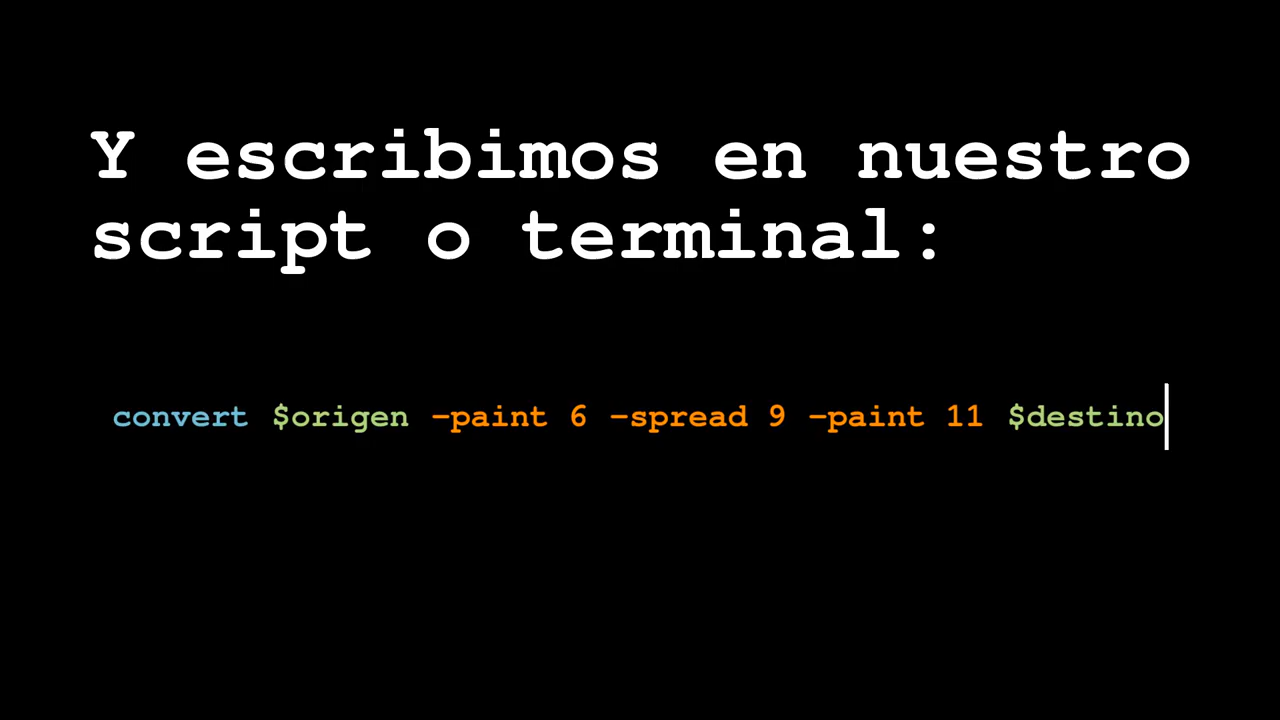 Y escribimos en nuestro
script o terminal:
convert $origen −paint 6 −spread 9 −paint 11 $destino